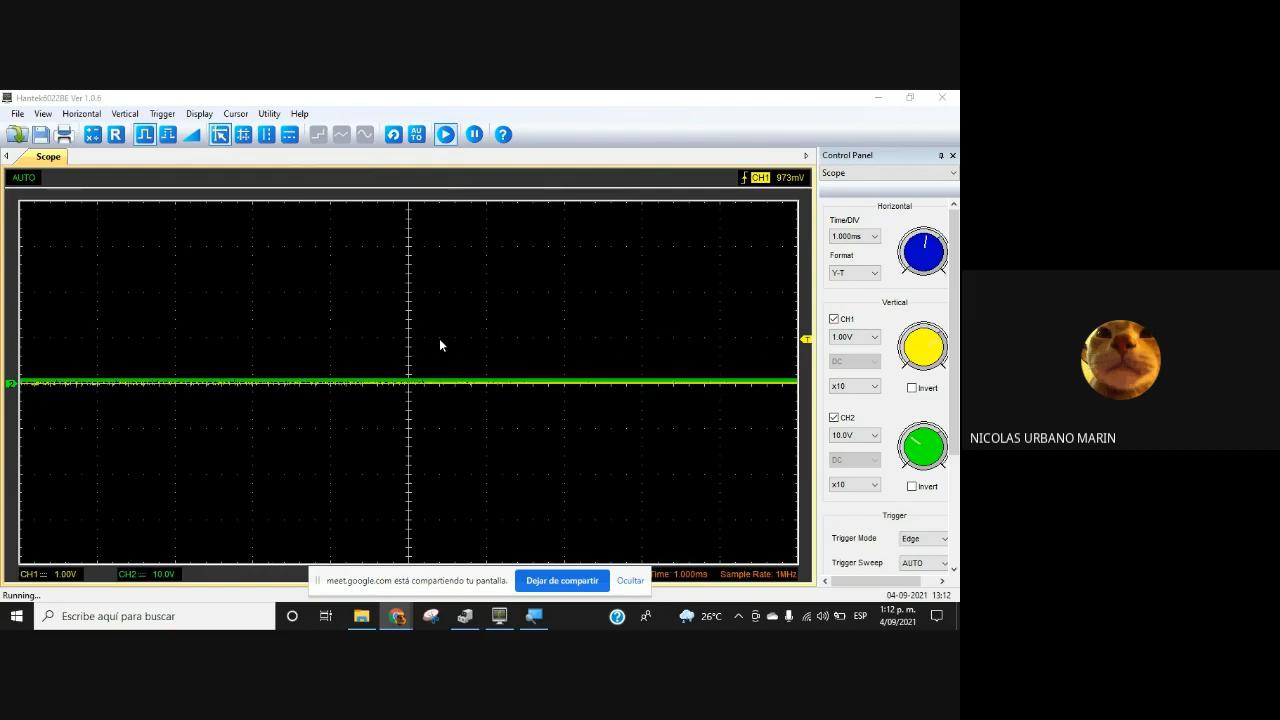 Hantek6022BE Ver 1.0.6
File View Horizontal Vertical Trigger Display Cursor Utility Help
R AUTO ?
Scope
AUTO
CH1 973mV
T
2
CH1 1.00V CH2 10.0V Time: 1.000ms Sample Rate: 1MHz
Control Panel
Scope
Horizontal
Time/DIV
1.000ms
Format
Y-T
Vertical
CH1
1.00V
DC
x10 Invert
CH2
10.0V
DC
x10 Invert
Trigger
Trigger Mode Edge
Trigger Sweep AUTO
meet.google.com está compartiendo tu pantalla. Dejar de compartir Ocultar
Running... 04-09-2021 13:12
Escribe aquí para buscar
26°C ESP
1:12 p. m.
4/09/2021
NICOLAS URBANO MARIN